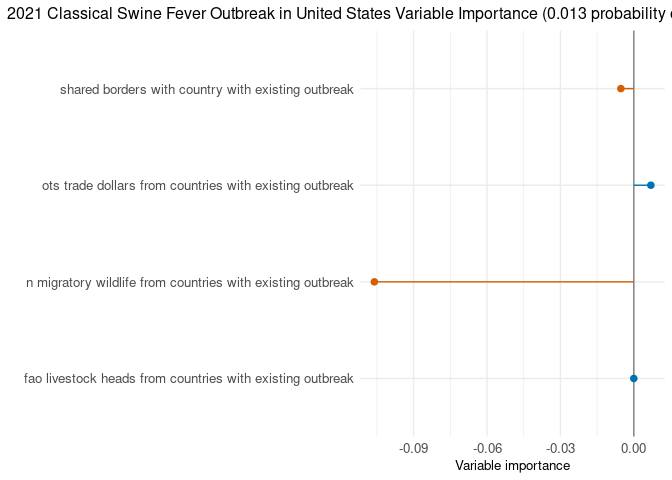 2021 Classical Swine Fever Outbreak in United States Variable Importance (0.013 probability
shared borders with country with existing outbreak
ots trade dollars from countries with existing outbreak
n migratory wildlife from countries with existing outbreak
fao livestock heads from countries with existing outbreak
-0.09 -0.06 -0.03 0.00
Variable importance